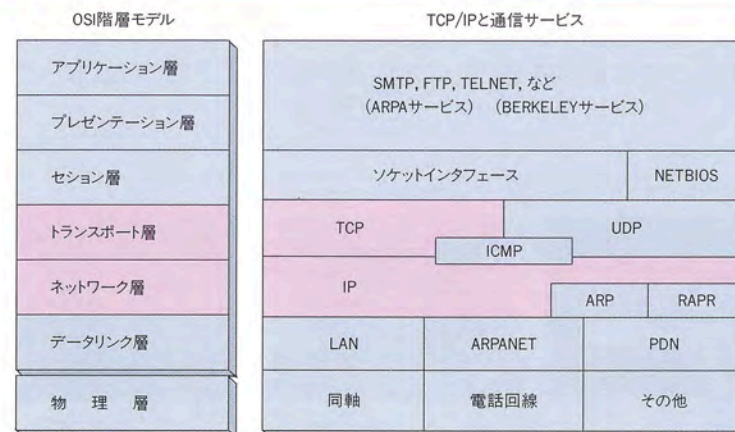 OSI階層モデル
アプリケーション層
プレゼンテーション層
セション層
トランスポート層
ネットワーク層
データリンク層
物 理 層
TCP/IPと通信サービス
SMTP, FTP, TELNET, など
(ARPAサービス) (BERKELEYサービス)
ソケットインタフェース
NETBIOS
TCP
UDP
ICMP
IP
ARP
RAPR
LAN
ARPANET
PDN
同軸
電話回線
その他